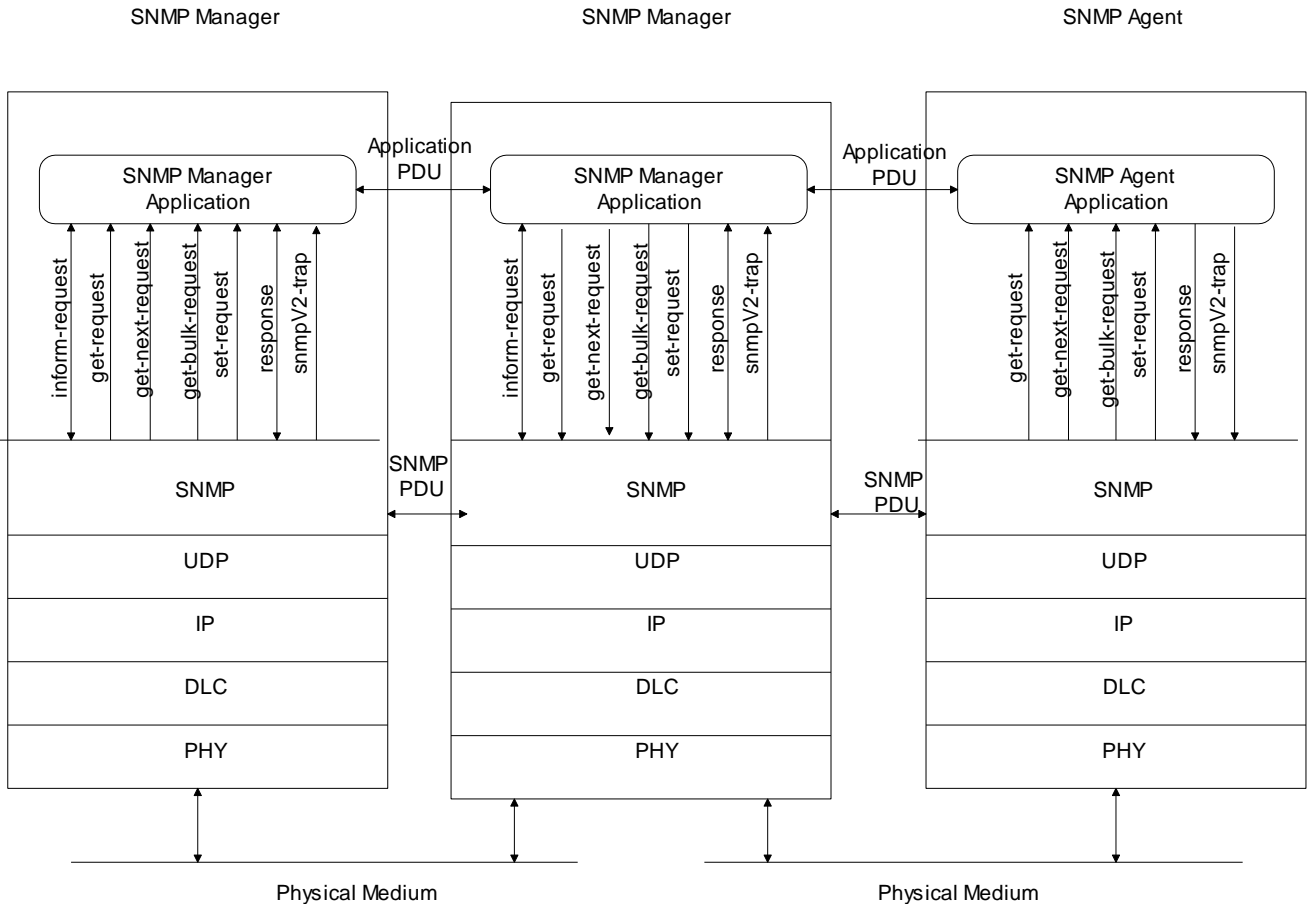 SNMP Manager
SNMP Manager
SNMP Agent
Application
PDU
Application
PDU
SNMP Manager
Application
SNMP Manager
Application
SNMP Agent
Application
inform-request
get-request
get-next-request
get-bulk-request
set-request
response
snmpV2-trap
inform-request
get-request
get-next-request
get-bulk-request
set-request
response
snmpV2-trap
get-request
get-next-request
get-bulk-request
set-request
response
snmpV2-trap
SNMP
SNMP
PDU
SNMP
SNMP
PDU
SNMP
UDP
UDP
UDP
IP
IP
IP
DLC
DLC
DLC
PHY
PHY
PHY
Physical Medium
Physical Medium